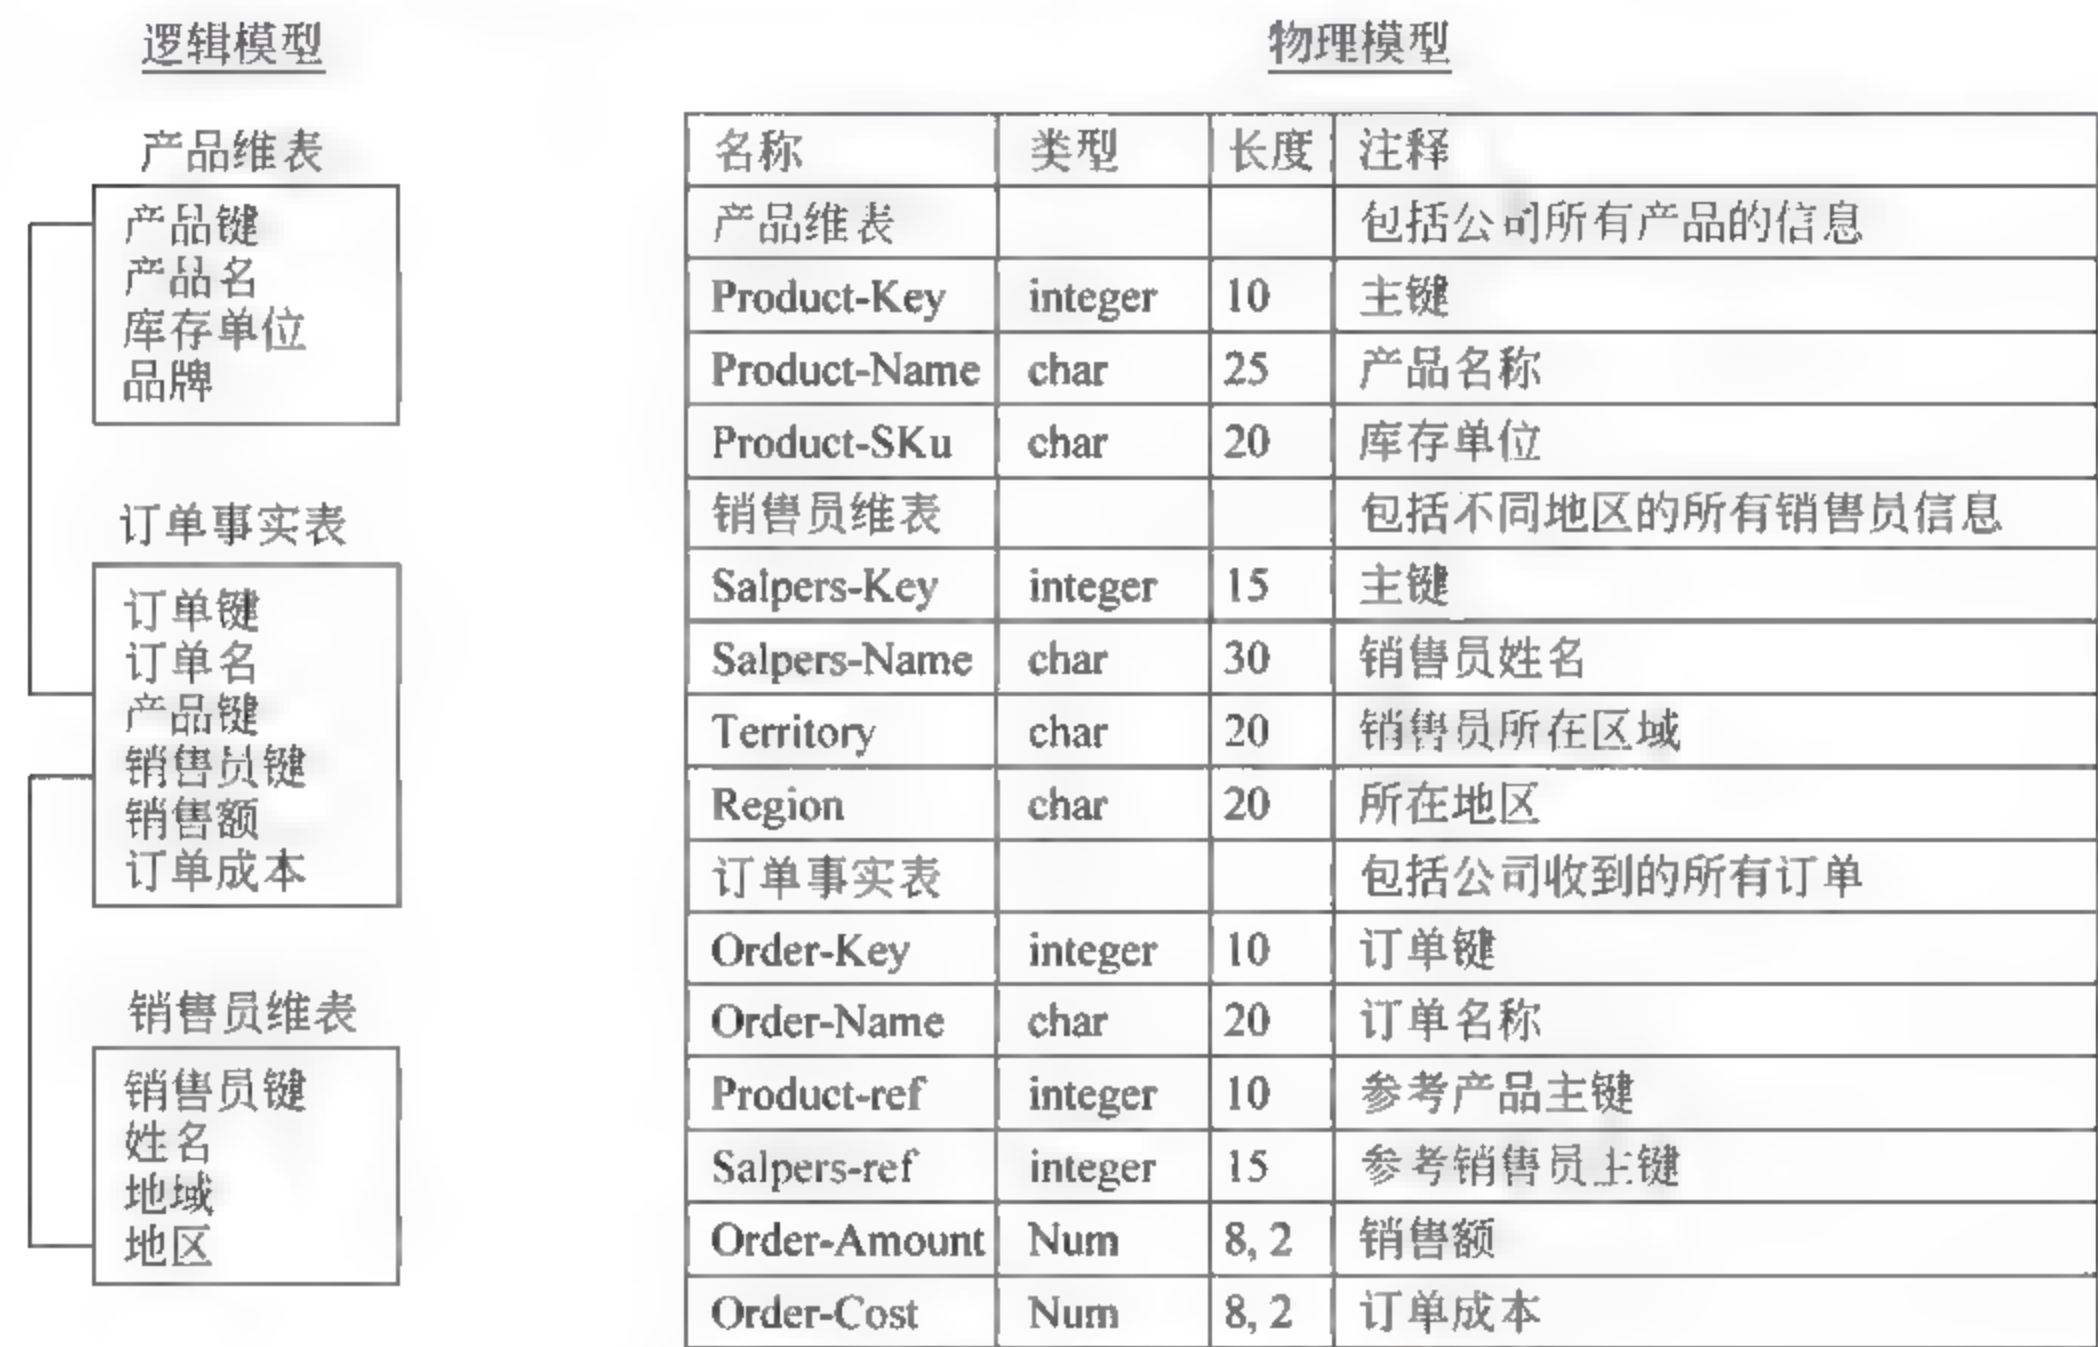 逻辑模型
产品维表
产品键
产品名
库存单位
品牌
订单事实表
订单键
订单名
产品键
销售员键
销售额
订单成本
销售员维表
销售员键
姓名
地域
地区
物理模型
名称 类型 长度 注释
产品维表 包括公司所有产品的信息
Product-Key integer 10 主键
Product-Name char 25 产品名称
Product-SKu char 20 库存单位
销售员维表 包括不同地区的所有销售员信息
Salpers-Key integer 15 主键
Salpers-Name char 30 销售员姓名
Territory char 20 销售员所在区域
Region char 20 所在地区
订单事实表 包括公司收到的所有订单
Order-Key integer 10 订单键
Order-Name char 20 订单名称
Product-ref integer 10 参考产品主键
Salpers-ref integer 15 参考销售员主键
Order-Amount Num 8, 2 销售额
Order-Cost Num 8, 2 订单成本